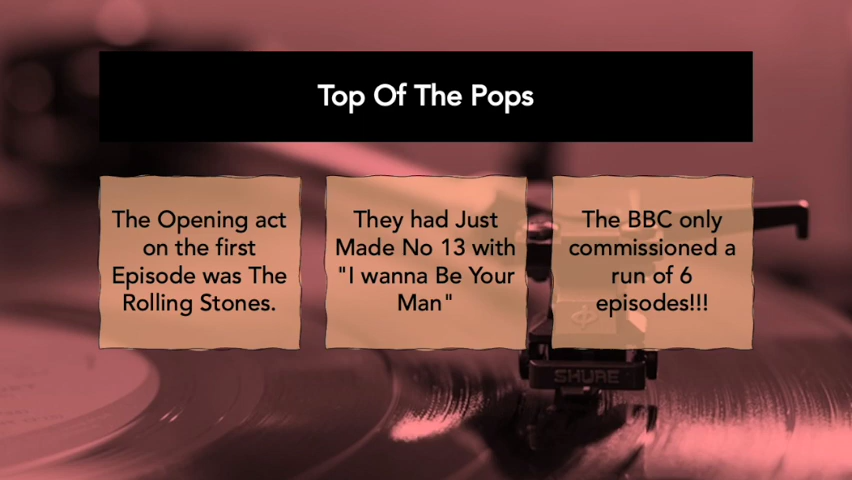 Top Of The Pops
The Opening act
on the first
Episode was The
Rolling Stones.
They had Just
Made No 13 with
"I wanna Be Your
Man"
The BBC only
commissioned a
run of 6
episodes!!!
SHURE